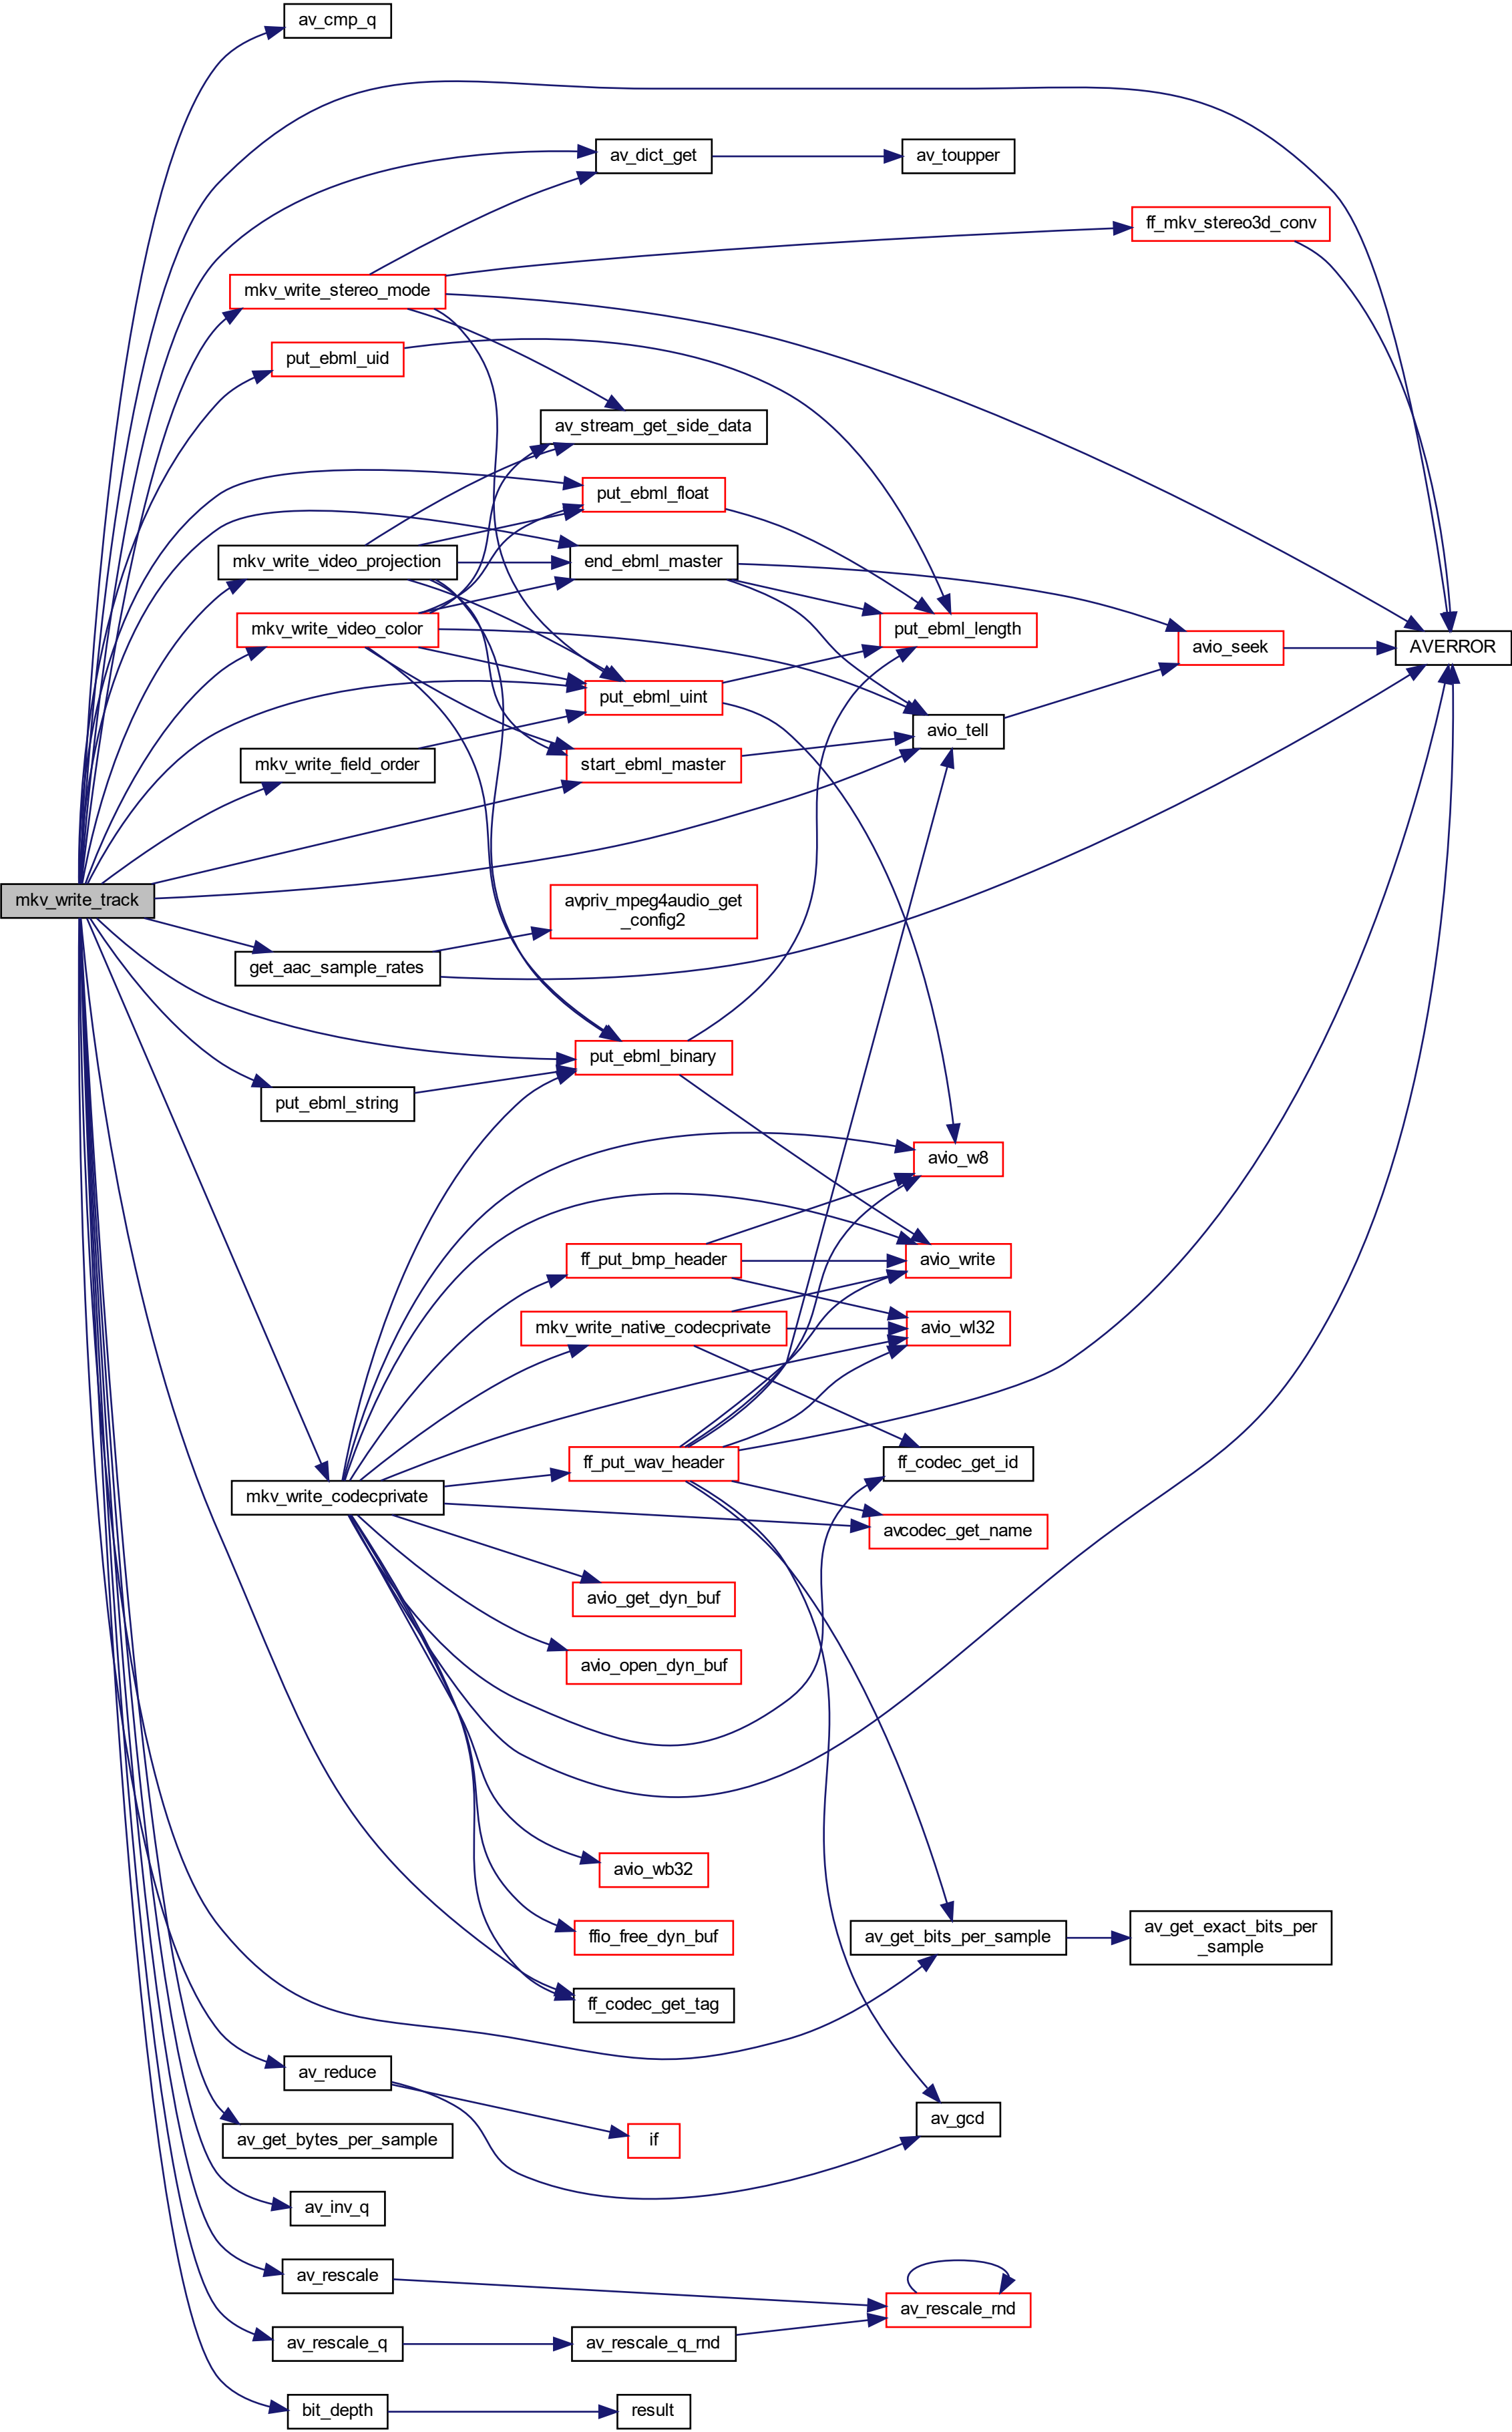 av_cmp_q
av_dict_get
av_toupper
ff_mkv_stereo3d_conv
mkv_write_stereo_mode
put_ebml_uid
av_stream_get_side_data
put_ebml_float
mkv_write_video_projection
end_ebml_master
mkv_write_video_color
put_ebml_length
avio_seek
AVERROR
put_ebml_uint
avio_tell
mkv_write_field_order
start_ebml_master
mkv_write_track
avpriv_mpeg4audio_get
_config2
get_aac_sample_rates
put_ebml_binary
put_ebml_string
avio_w8
ff_put_bmp_header
avio_write
mkv_write_native_codecprivate
avio_wl32
ff_put_wav_header
ff_codec_get_id
mkv_write_codecprivate
avcodec_get_name
avio_get_dyn_buf
avio_open_dyn_buf
avio_wb32
ffio_free_dyn_buf
av_get_bits_per_sample
av_get_exact_bits_per
_sample
ff_codec_get_tag
av_reduce
av_get_bytes_per_sample
if
av_gcd
av_inv_q
av_rescale
av_rescale_rnd
av_rescale_q
av_rescale_q_rnd
bit_depth
result